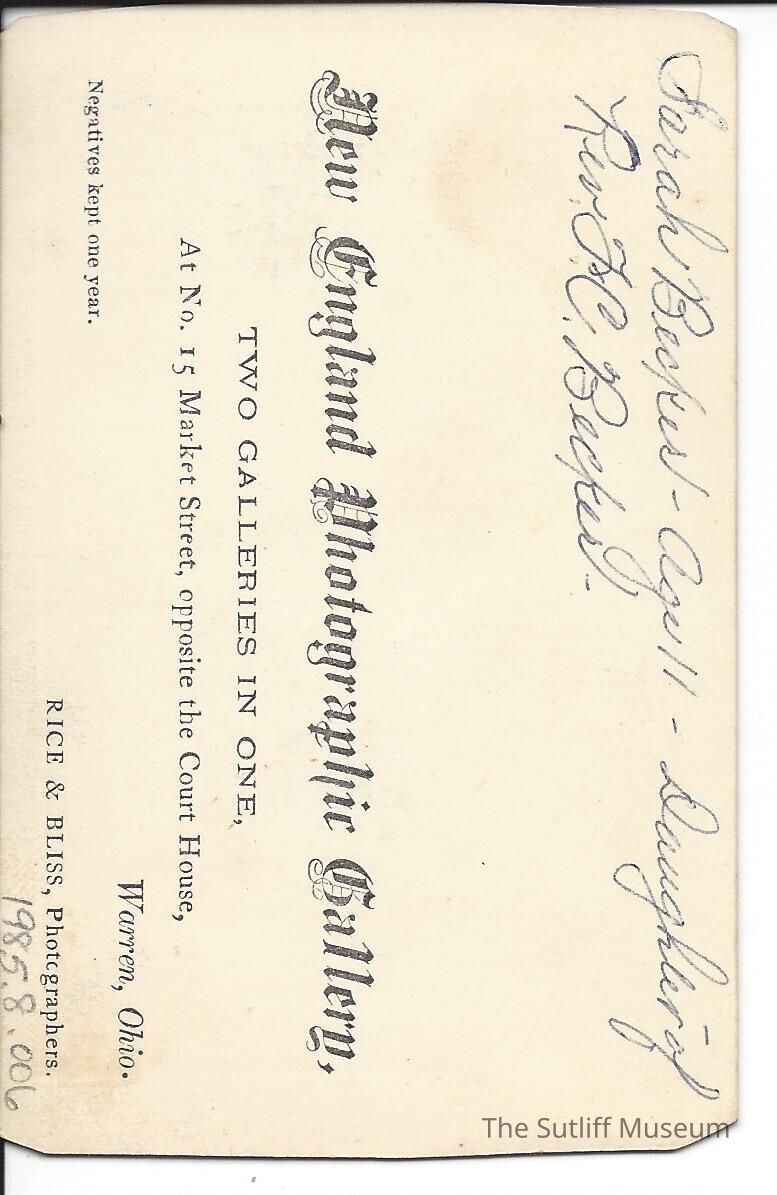 Sarah Becker - Age 11 - Daughter of
Rev. F.C. Becker -
New England Photographic Gallery,
TWO GALLERIES IN ONE,
At No. 15 Market Street, opposite the Court House,
Warren, Ohio.
Negatives kept one year.
RICE & BLISS, Photographers.
1985.8.006
The Sutliff Museum